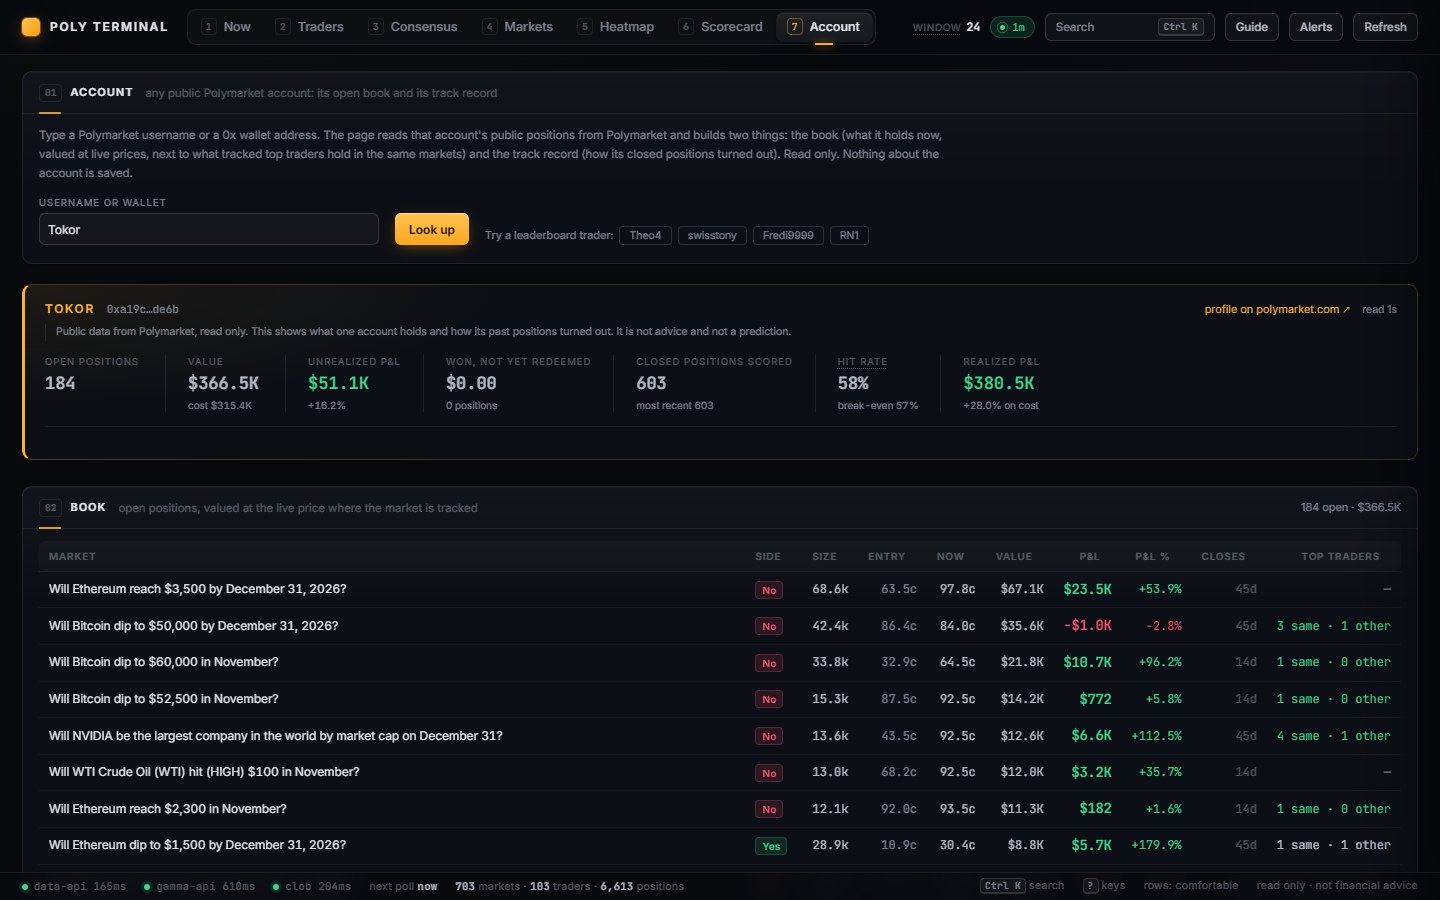 POLY TERMINAL 1 Now 2 Traders 3 Consensus 4 Markets 5 Heatmap 6 Scorecard 7 Account WINDOW 24 1m Search Ctrl K Guide Alerts Refresh
01 ACCOUNT any public Polymarket account: its open book and its track record
Type a Polymarket username or a 0x wallet address. The page reads that account's public positions from Polymarket and builds two things: the book (what it holds now,
valued at live prices, next to what tracked top traders hold in the same markets) and the track record (how its closed positions turned out). Read only. Nothing about the
account is saved.
USERNAME OR WALLET
Tokor Look up Try a leaderboard trader: Theo4 swisstony Fredi9999 RN1
TOKOR 0xa19c…de6b profile on polymarket.com ↗ read 1s
Public data from Polymarket, read only. This shows what one account holds and how its past positions turned out. It is not advice and not a prediction.
OPEN POSITIONS VALUE UNREALIZED P&L WON, NOT YET REDEEMED CLOSED POSITIONS SCORED HIT RATE REALIZED P&L
184 $366.5K $51.1K $0.00 603 58% $380.5K
cost $315.4K +16.2% 0 positions most recent 603 break-even 57% +28.0% on cost
02 BOOK open positions, valued at the live price where the market is tracked 184 open · $366.5K
MARKET SIDE SIZE ENTRY NOW VALUE P&L P&L % CLOSES TOP TRADERS
Will Ethereum reach $3,500 by December 31, 2026? No 68.6k 63.5c 97.8c $67.1K $23.5K +53.9% 45d —
Will Bitcoin dip to $50,000 by December 31, 2026? No 42.4k 86.4c 84.0c $35.6K -$1.0K -2.8% 45d 3 same · 1 other
Will Bitcoin dip to $60,000 in November? No 33.8k 32.9c 64.5c $21.8K $10.7K +96.2% 14d 1 same · 0 other
Will Bitcoin dip to $52,500 in November? No 15.3k 87.5c 92.5c $14.2K $772 +5.8% 14d 1 same · 0 other
Will NVIDIA be the largest company in the world by market cap on December 31? No 13.6k 43.5c 92.5c $12.6K $6.6K +112.5% 45d 4 same · 1 other
Will WTI Crude Oil (WTI) hit (HIGH) $100 in November? No 13.0k 68.2c 92.5c $12.0K $3.2K +35.7% 14d —
Will Ethereum reach $2,300 in November? No 12.1k 92.0c 93.5c $11.3K $182 +1.6% 14d 1 same · 0 other
Will Ethereum dip to $1,500 by December 31, 2026? Yes 28.9k 10.9c 30.4c $8.8K $5.7K +179.9% 45d 1 same · 1 other
data-api 165ms gamma-api 610ms clob 204ms next poll now 703 markets · 103 traders · 6,613 positions Ctrl K search ? keys rows: comfortable read only · not financial advice